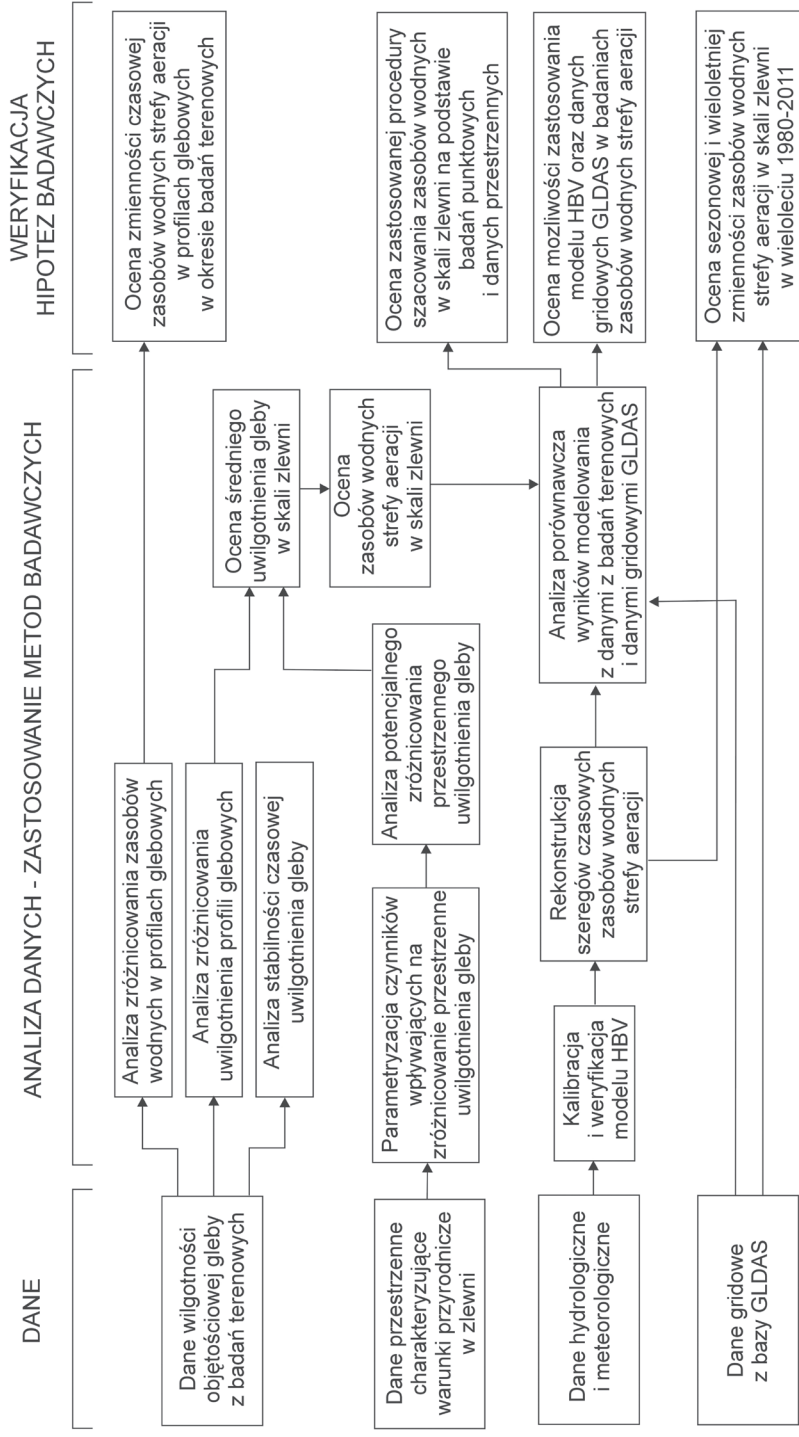 DANE
ANALIZA DANYCH - ZASTOSOWANIE METOD BADAWCZYCH
WERYFIKACJA
HIPOTEZ BADAWCZYCH
Dane wilgotności
objętościowej gleby
z badań terenowych
Dane przestrzenne
charakteryzujące
warunki przyrodnicze
w zlewni
Dane hydrologiczne
i meteorologiczne
Dane gridowe
z bazy GLDAS
Analiza zróżnicowania zasobów
wodnych w profilach glebowych
Analiza zróżnicowania
uwilgotnienia profili glebowych
Analiza stabilności czasowej
uwilgotnienia gleby
Parametryzacja czynników
wpływających na
zróżnicowanie przestrzenne
uwilgotnienia gleby
Analiza potencjalnego
zróżnicowania
przestrzennego
uwilgotnienia gleby
Ocena średniego
uwilgotnienia gleby
w skali zlewni
Ocena
zasobów wodnych
strefy aeracji
w skali zlewni
Kalibracja
i weryfikacja
modelu HBV
Rekonstrukcja
szeregów czasowych
zasobów wodnych
strefy aeracji
Analiza porównawcza
wyników modelowania
z danymi z badań terenowych
i danymi gridowymi GLDAS
Ocena zmienności czasowej
zasobów wodnych strefy aeracji
w profilach glebowych
w okresie badań terenowych
Ocena zastosowanej procedury
szacowania zasobów wodnych
w skali zlewni na podstawie
badań punktowych
i danych przestrzennych
Ocena mozliwości zastosowania
modelu HBV oraz danych
gridowych GLDAS w badaniach
zasobów wodnych strefy aeracji
Ocena sezonowej i wieloletniej
zmienności zasobów wodnych
strefy aeracji w skali zlewni
w wieloleciu 1980-2011